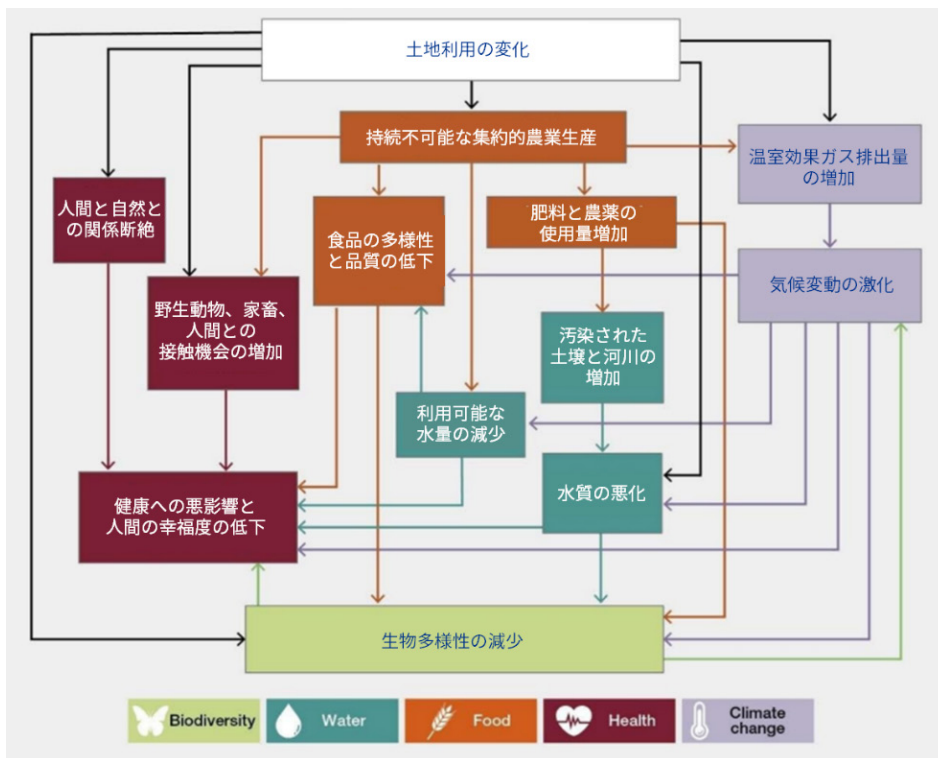 土地利用の変化
持続不可能な集約的農業生産
温室効果ガス排出量
の増加
人間と自然と
の関係断絶
食品の多様性
と品質の低下
肥料と農薬の
使用量増加
気候変動の激化
野生動物、家畜、
人間との
接触機会の増加
汚染された
土壌と河川の
増加
利用可能な
水量の減少
水質の悪化
健康への悪影響と
人間の幸福度の低下
生物多様性の減少
Biodiversity
Water
Food
Health
Climate
change